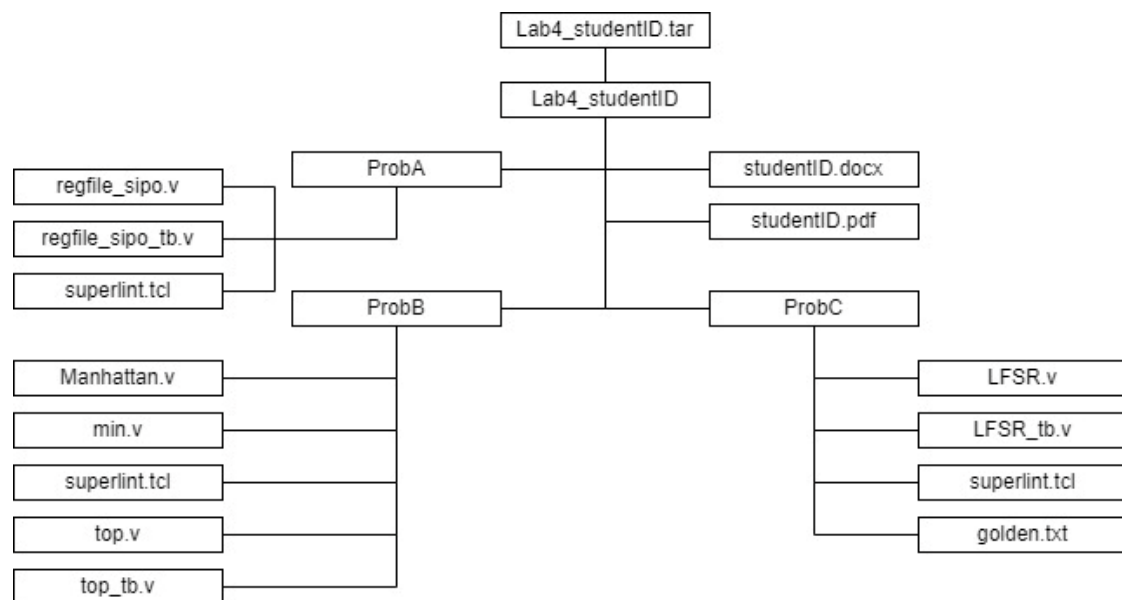 Lab4_studentID.tar
Lab4_studentID
ProbA
studentID.docx
regfile_sipo.v
studentID.pdf
regfile_sipo_tb.v
superlint.tcl
ProbB
ProbC
Manhattan.v
LFSR.v
min.v
LFSR_tb.v
superlint.tcl
superlint.tcl
top.v
golden.txt
top_tb.v